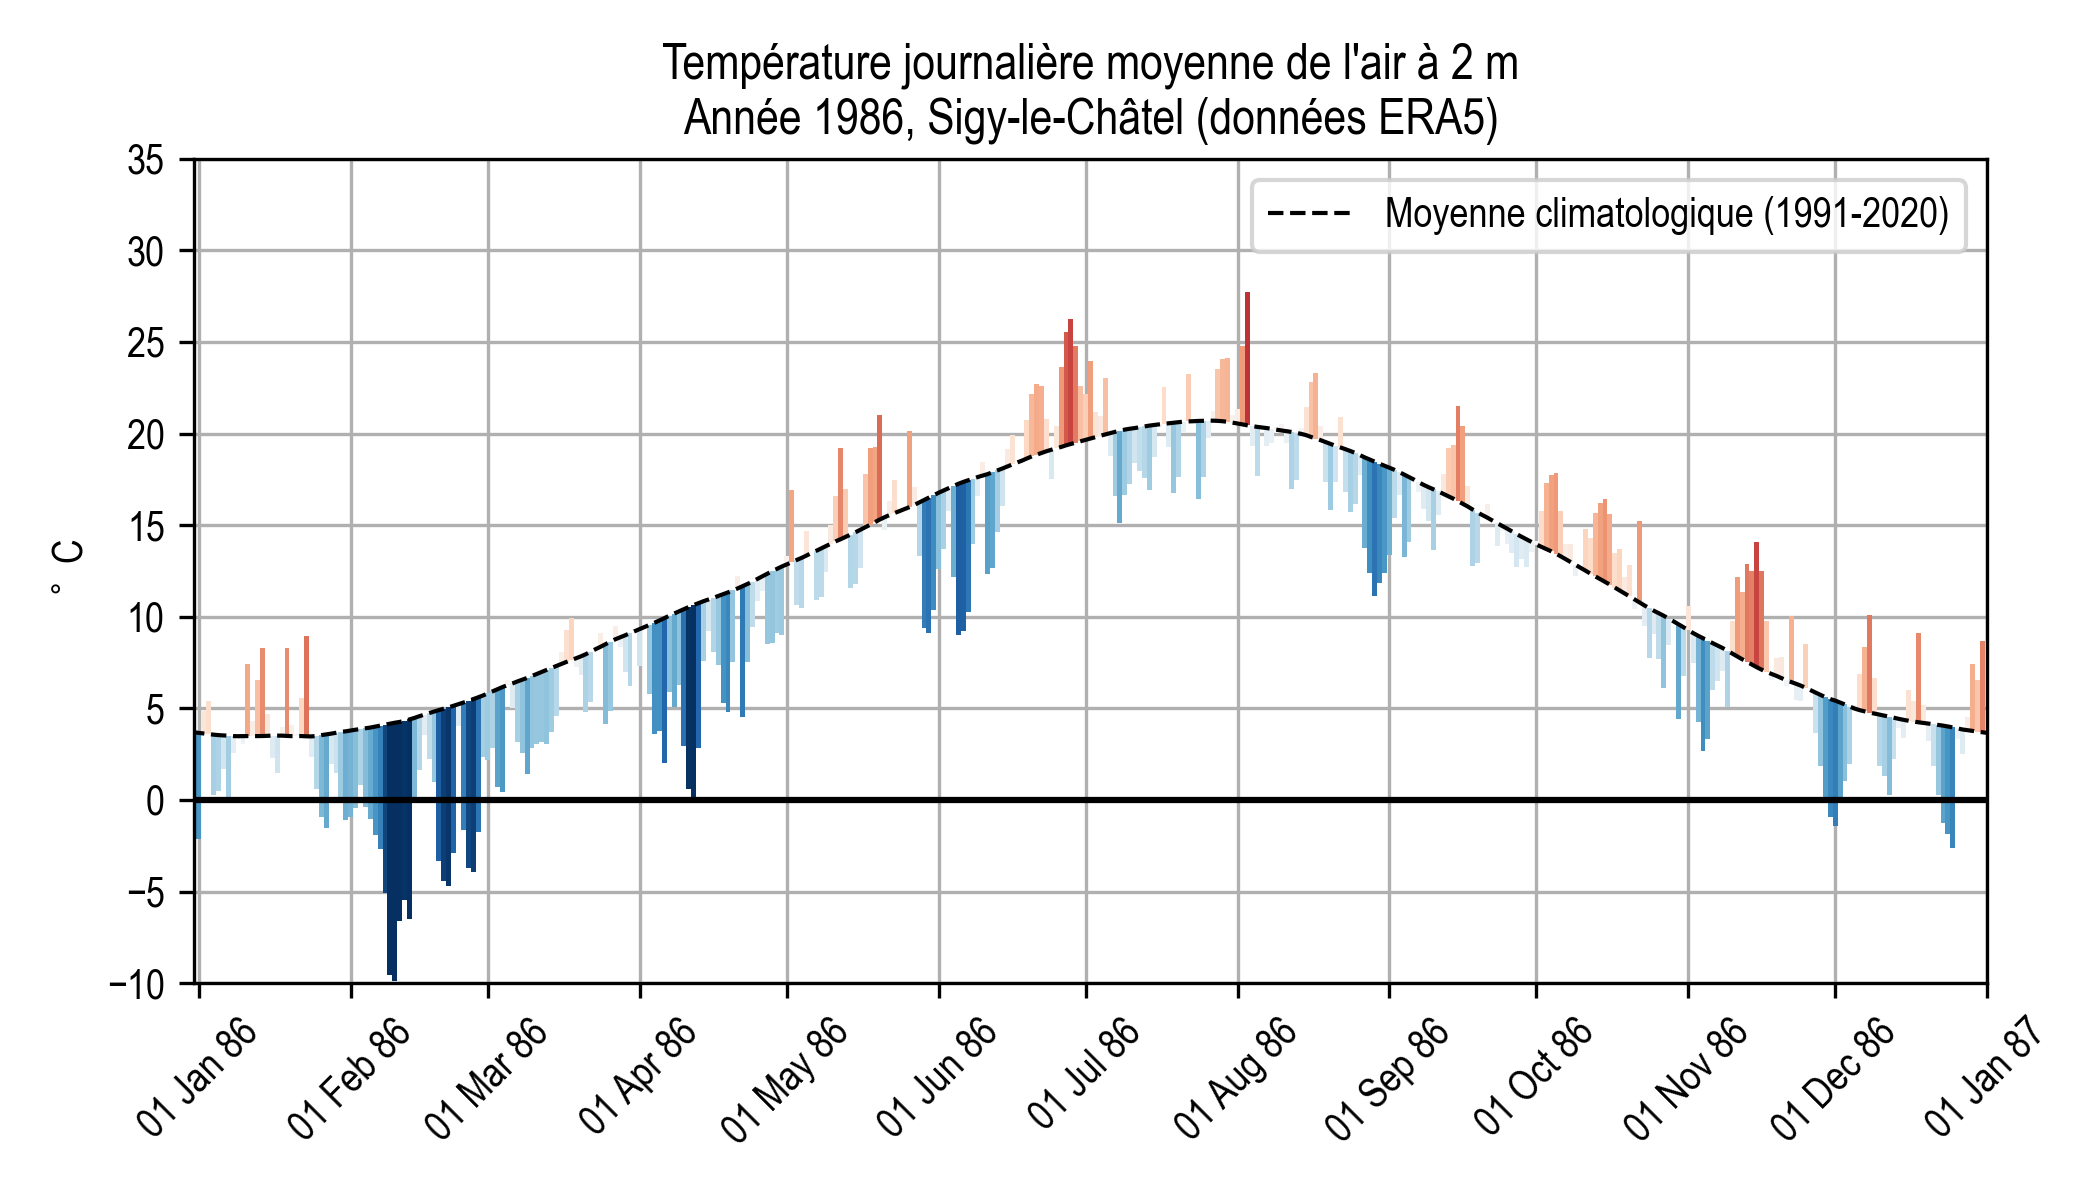 Température journalière moyenne de l'air à 2 m
Année 1986, Sigy-le-Châtel (données ERA5)
Moyenne climatologique (1991-2020)
° C
35
30
25
20
15
10
5
0
−5
−10
01 Jan 86
01 Feb 86
01 Mar 86
01 Apr 86
01 May 86
01 Jun 86
01 Jul 86
01 Aug 86
01 Sep 86
01 Oct 86
01 Nov 86
01 Dec 86
01 Jan 87